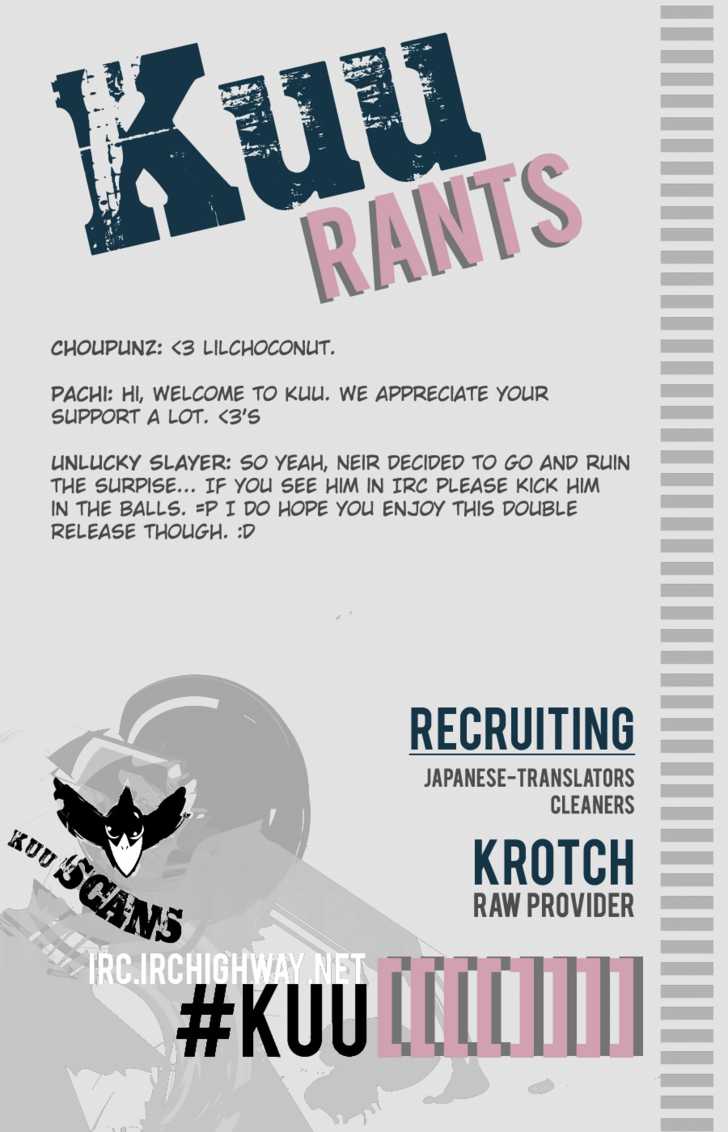 Kuu
RANTS
CHOUPUNZ: <3 LILCHOCONUT.
PACHI: HI, WELCOME TO KUU. WE APPRECIATE YOUR
SUPPORT A LOT. <3'S
UNLUCKY SLAYER: SO YEAH, NEIR DECIDED TO GO AND RUIN
THE SURPISE... IF YOU SEE HIM IN IRC PLEASE KICK HIM
IN THE BALLS. =P I DO HOPE YOU ENJOY THIS DOUBLE
RELEASE THOUGH. :D
RECRUITING
JAPANESE-TRANSLATORS
CLEANERS
KROTCH
RAW PROVIDER
KUU SCANS
IRC.IRCHIGHWAY.NET
#KUU[[[[]]]]